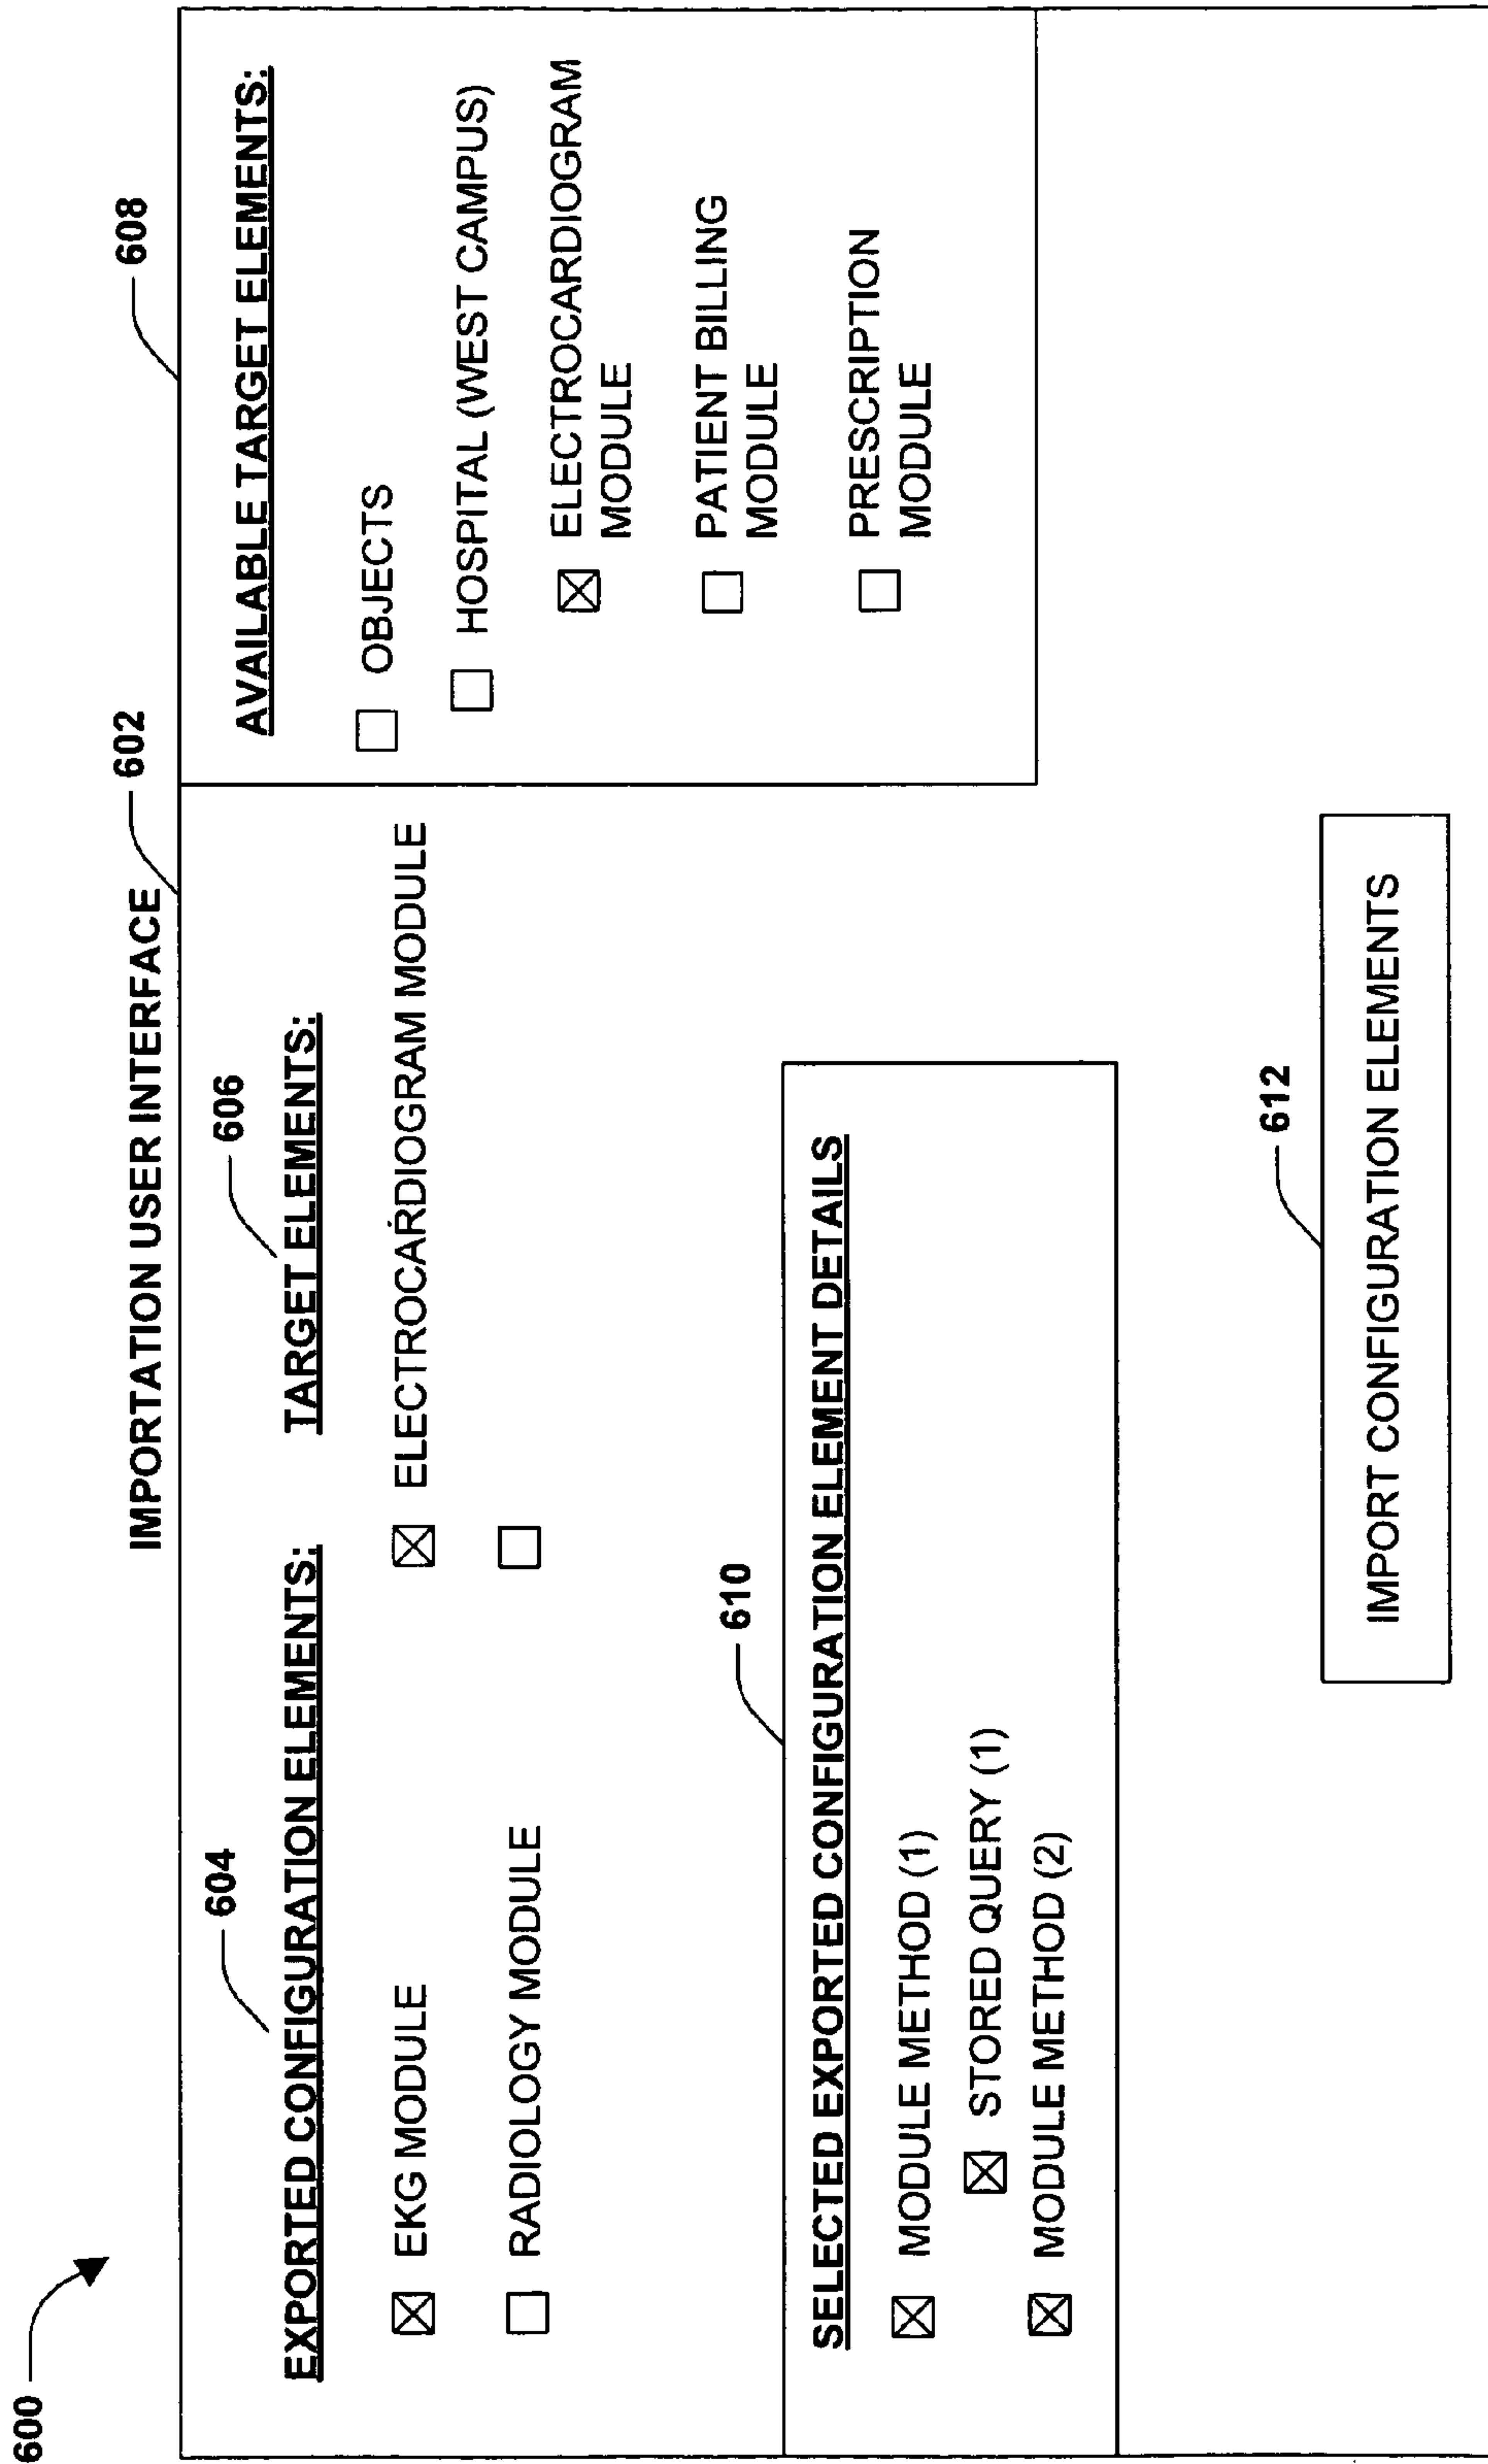 600
IMPORTATION USER INTERFACE
602
608
604
606
EXPORTED CONFIGURATION ELEMENTS:
TARGET ELEMENTS:
EKG MODULE
ELECTROCARDIOGRAM MODULE
RADIOLOGY MODULE
AVAILABLE TARGET ELEMENTS:
OBJECTS
HOSPITAL (WEST CAMPUS)
ELECTROCARDIOGRAM
MODULE
PATIENT BILLING
MODULE
PRESCRIPTION
MODULE
610
SELECTED EXPORTED CONFIGURATION ELEMENT DETAILS
MODULE METHOD (1)
STORED QUERY (1)
MODULE METHOD (2)
612
IMPORT CONFIGURATION ELEMENTS